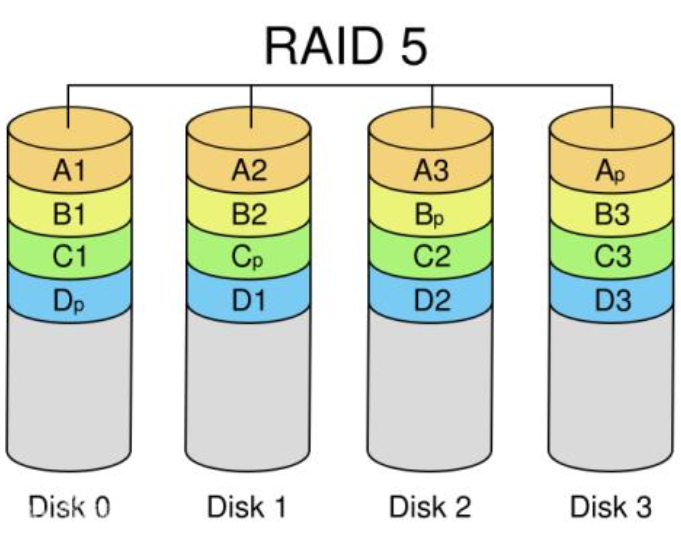 RAID 5
A1 A2 A3 Ap
B1 B2 Bp B3
C1 Cp C2 C3
Dp D1 D2 D3
Disk 0 Disk 1 Disk 2 Disk 3